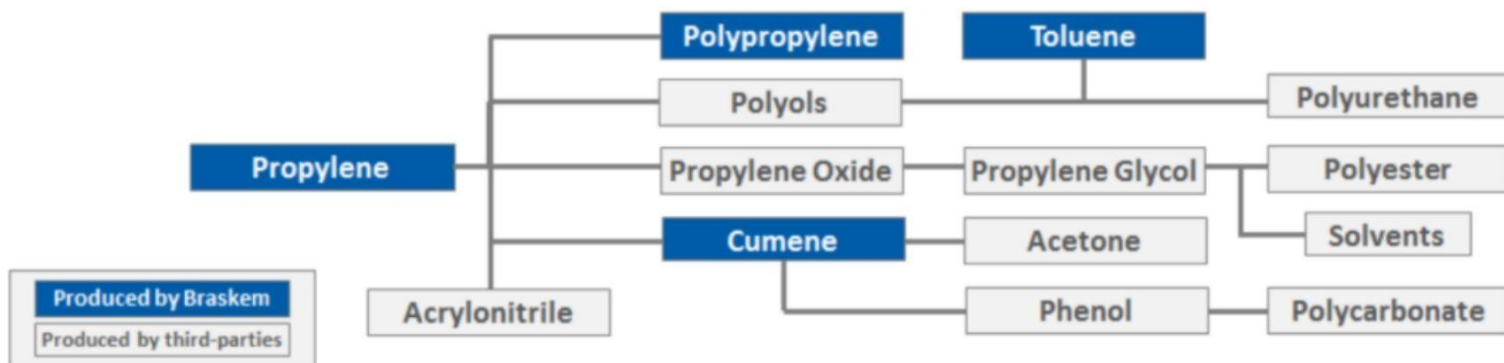 Polypropylene
Toluene
Polyols
Polyurethane
Propylene
Propylene Oxide
Propylene Glycol
Polyester
Cumene
Acetone
Solvents
Produced by Braskem
Acrylonitrile
Phenol
Polycarbonate
Produced by third-parties